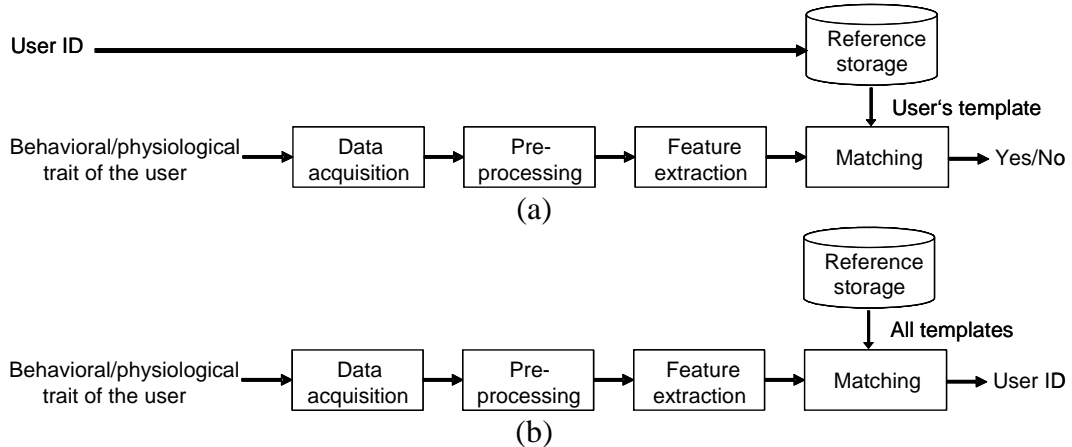 User ID
Reference
storage
User‘s template
Behavioral/physiological
trait of the user
Data
acquisition
Pre-
processing
Feature
extraction
Matching
Yes/No
(a)
Reference
storage
All templates
Behavioral/physiological
trait of the user
Data
acquisition
Pre-
processing
Feature
extraction
Matching
User ID
(b)